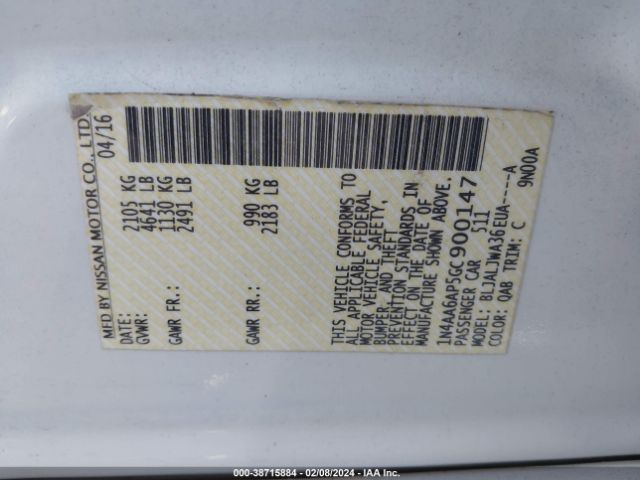 MFD BY NISSAN MOTOR CO., LTD
DATE: 04/16
GVWR: 2105 KG
4641 LB
GAWR FR.: 1130 KG
2491 LB
GAWR RR.: 990 KG
2183 LB
THIS VEHICLE CONFORMS TO
ALL APPLICABLE FEDERAL
MOTOR VEHICLE SAFETY,
BUMPER, AND THEFT
PREVENTION STANDARDS IN
EFFECT ON THE DATE OF
MANUFACTURE SHOWN ABOVE.
1N4AA6AP5GC900147
PASSENGER CAR 511
MODEL: BLJALJWA36EUA----A
COLOR: QAB TRIM: C 9N00A
000-38715884 - 02/08/2024 - IAA Inc.